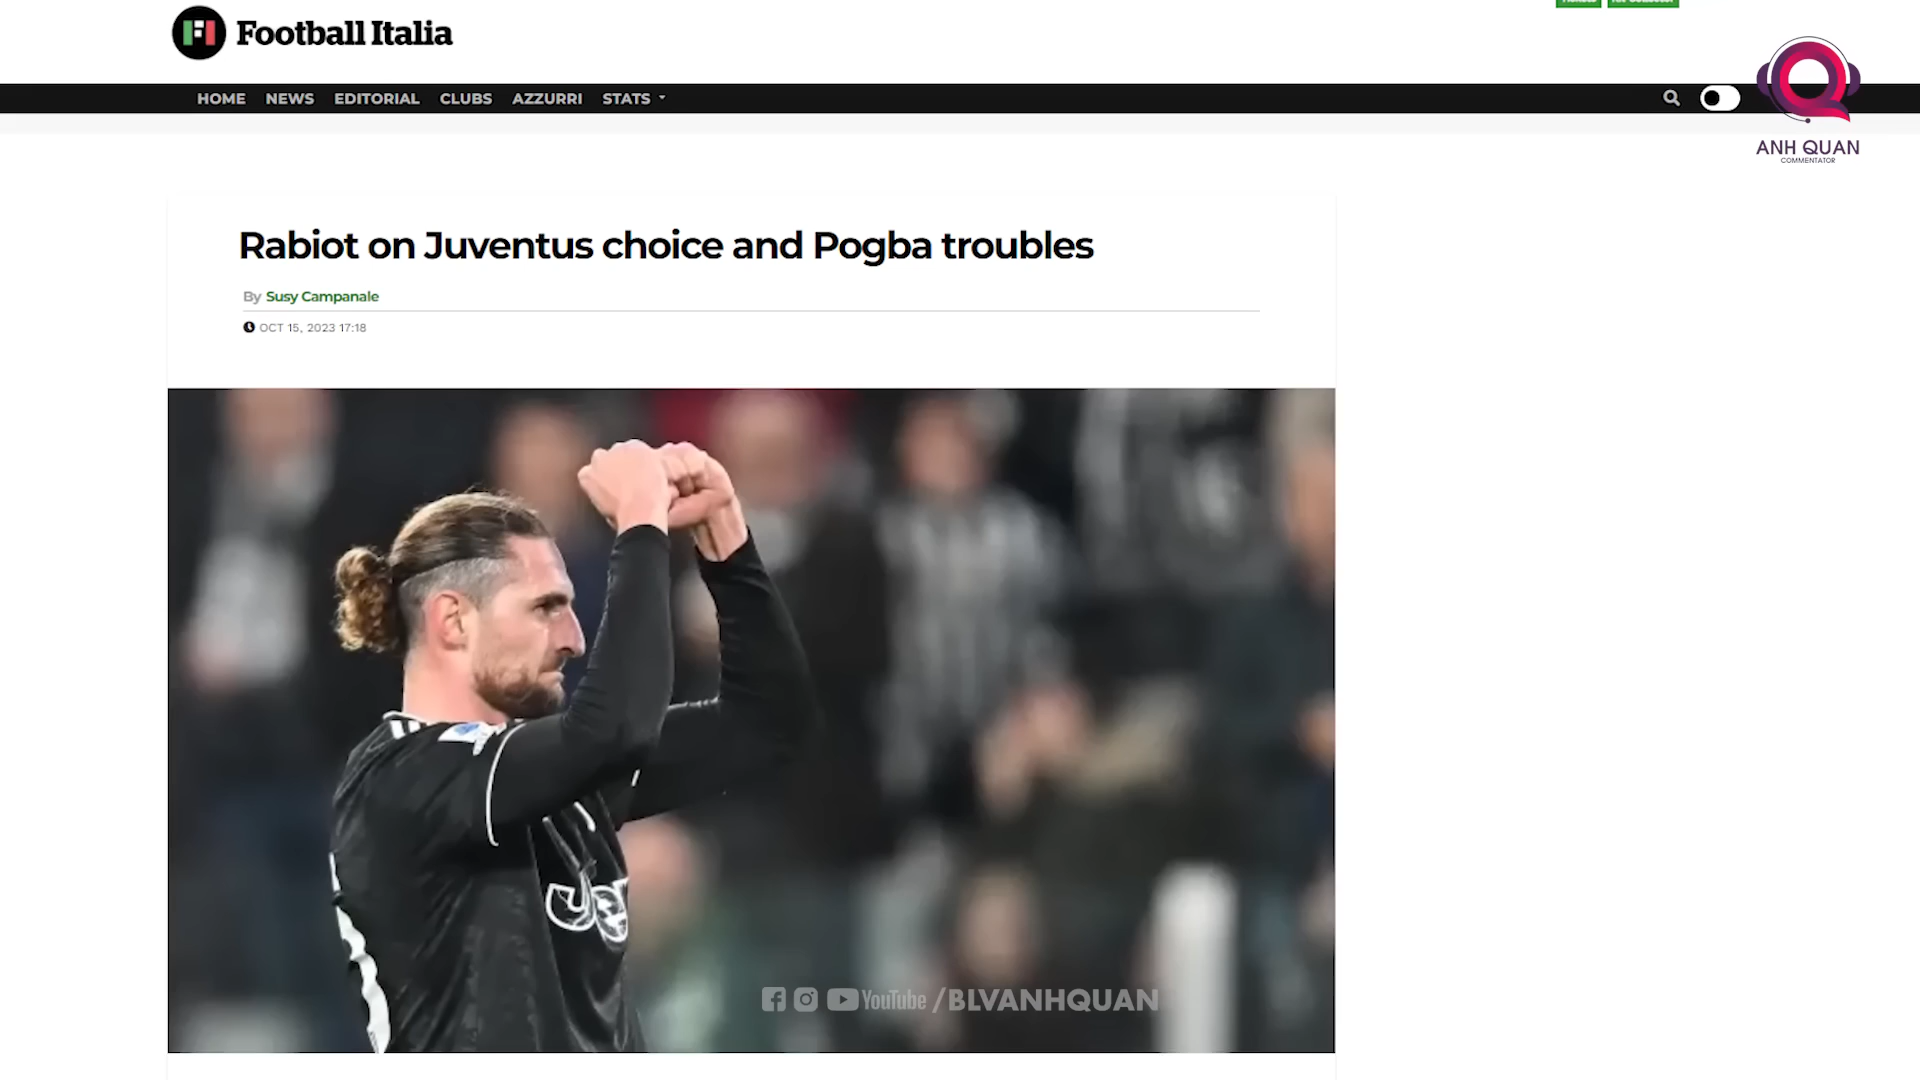 Football Italia
HOME NEWS EDITORIAL CLUBS AZZURRI STATS
ANH QUAN
COMMENTATOR
Rabiot on Juventus choice and Pogba troubles
By Susy Campanale
OCT 15, 2023 17:18
YouTube /BLVANHQUAN